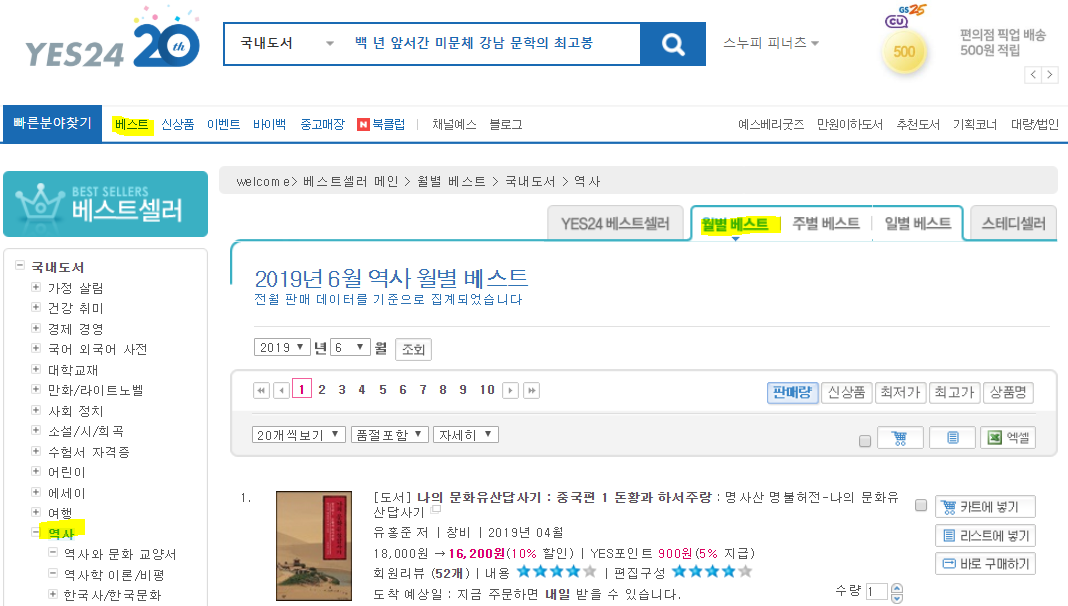 YES24 20th
국내도서 백 년 앞서간 미문체 강남 문학의 최고봉
스누피 피너츠
GS25
CU
500
편의점 픽업 배송
500원 적립
빠른분야찾기 베스트 신상품 이벤트 바이백 중고매장 N 북클럽 채널예스 블로그 예스베리굿즈 만원이하도서 추천도서 기획코너 대량/법인
BEST SELLERS
베스트셀러
welcome> 베스트셀러 메인 > 월별 베스트 > 국내도서 > 역사
YES24 베스트셀러 월별 베스트 주별 베스트 일별 베스트 스테디셀러
국내도서
가정 살림
건강 취미
경제 경영
국어 외국어 사전
대학교재
만화/라이트노벨
사회 정치
소설/시/희곡
수험서 자격증
어린이
에세이
여행
역사
역사와 문화 교양서
역사학 이론/비평
한국사/한국문화
2019년 6월 역사 월별 베스트
전월 판매 데이터를 기준으로 집계되었습니다
2019 년 6 월 조회
1 2 3 4 5 6 7 8 9 10
판매량 신상품 최저가 최고가 상품명
20개씩보기 품절포함 자세히
엑셀
1.
[도서] 나의 문화유산답사기 : 중국편 1 돈황과 하서주랑 : 명사산 명불허전-나의 문화유
산답사기
유홍준 저 | 창비 | 2019년 04월
18,000원 → 16,200원(10% 할인) | YES포인트 900원(5% 지급)
회원리뷰 (52개) | 내용 ★★★★★ | 편집구성 ★★★★★
도착 예상일 : 지금 주문하면 내일 받을 수 있습니다.
카트에 넣기
리스트에 넣기
바로 구매하기
수량 1